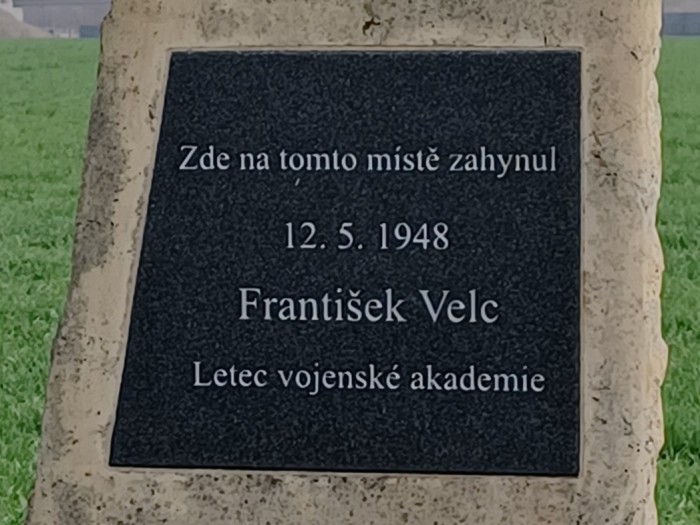 Zde na tomto místě zahynul
12. 5. 1948
František Velc
Letec vojenské akademie